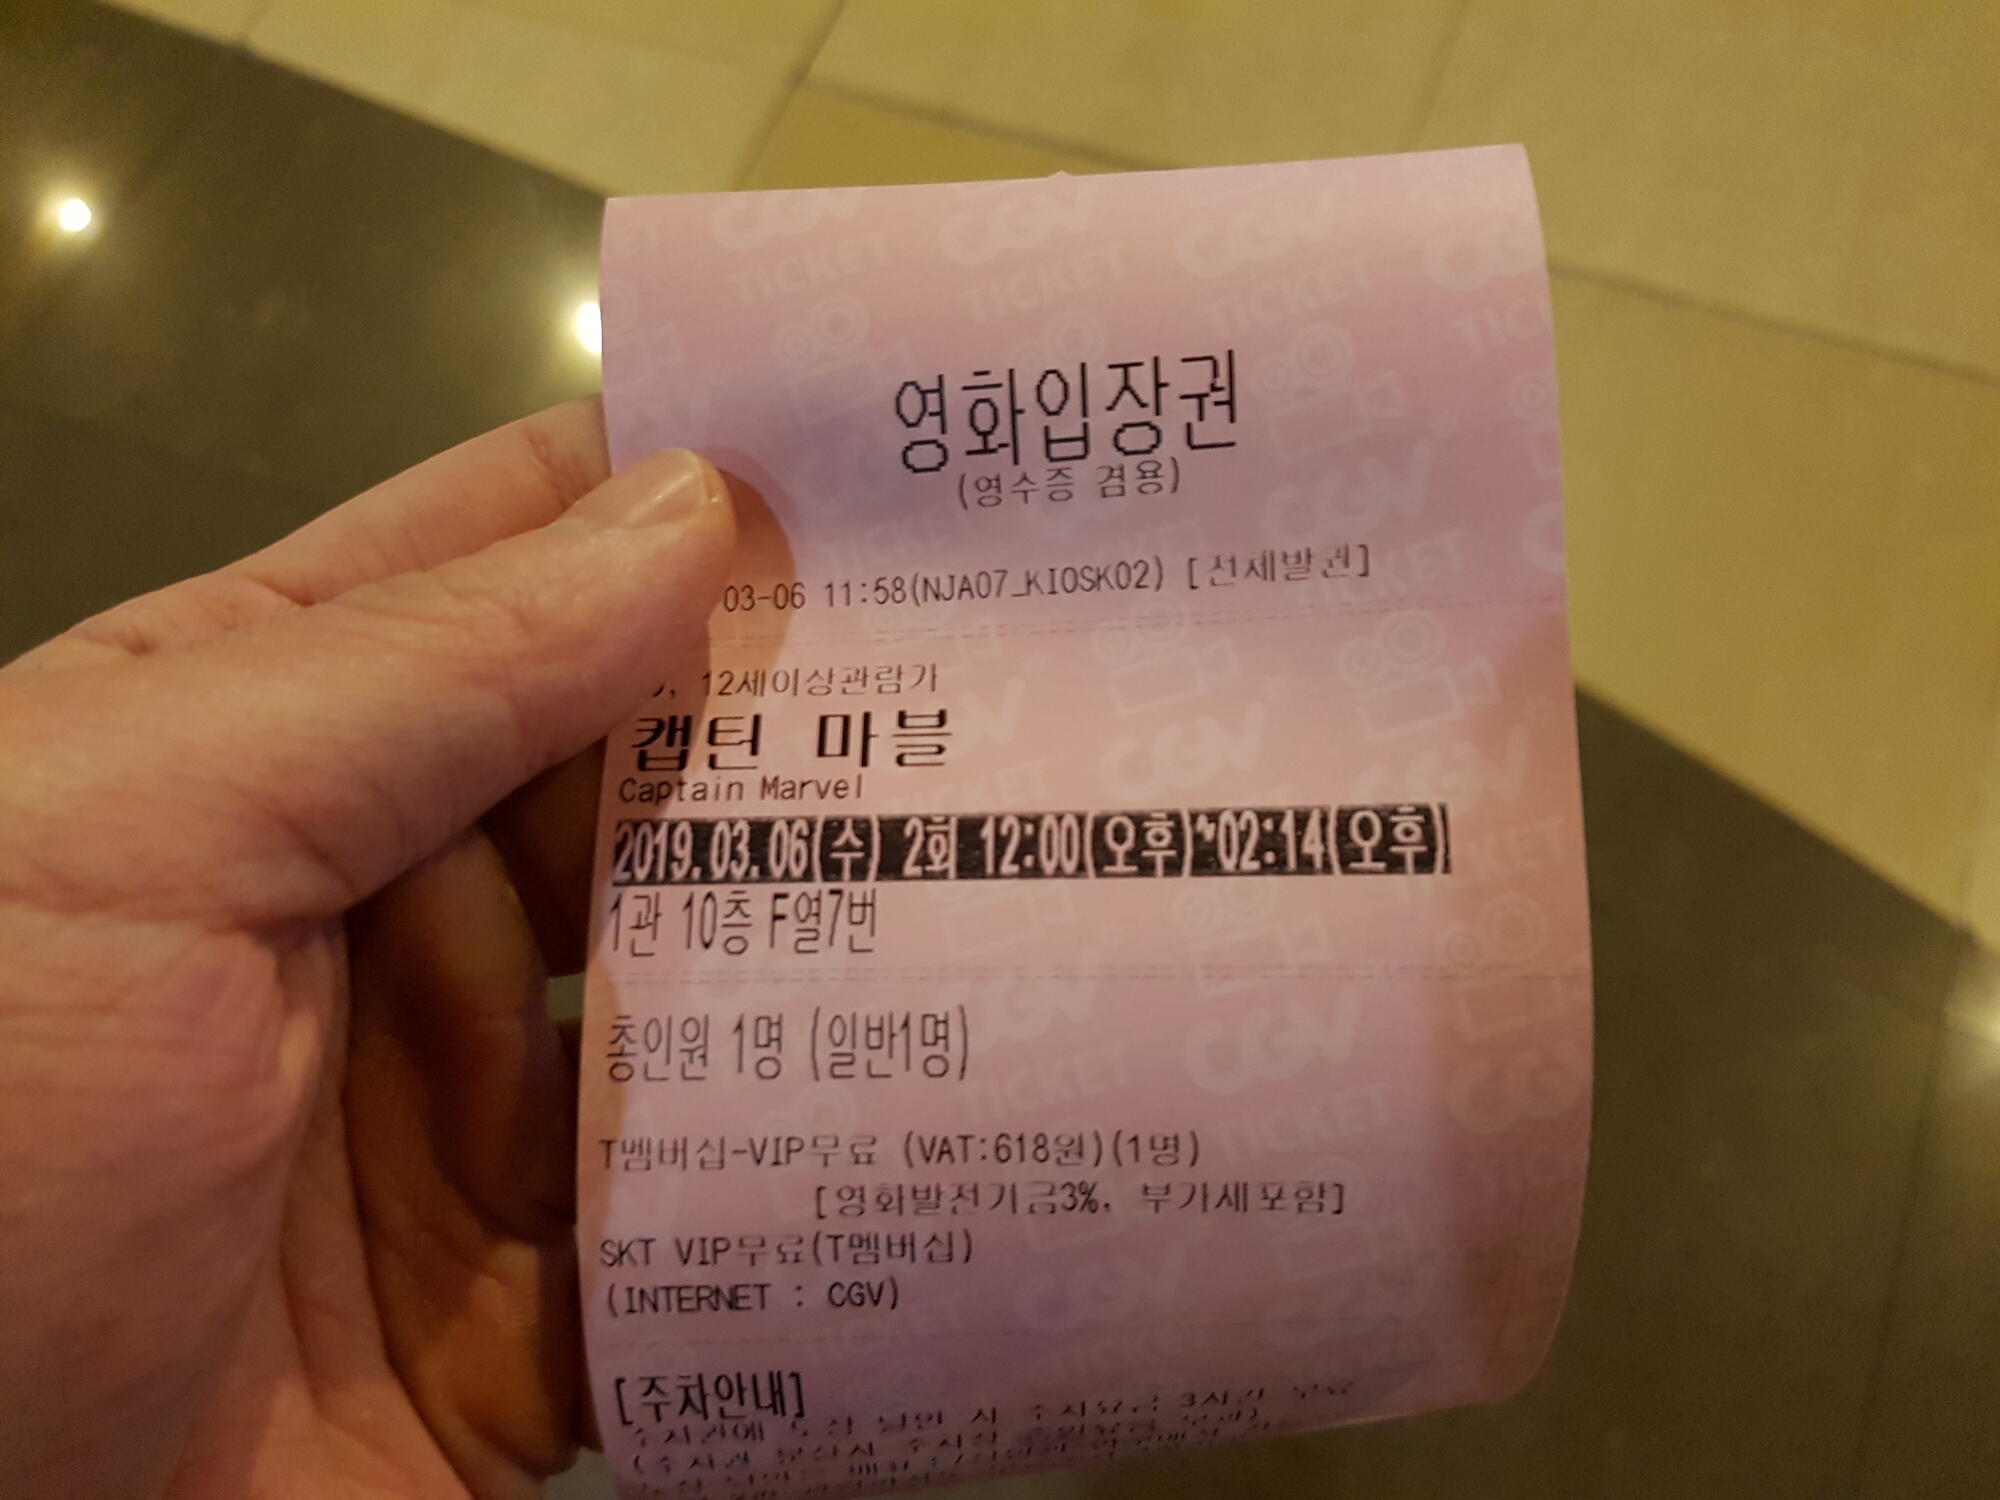 영화입장권
(영수증 겸용)
03-06 11:58(NJA07_KIOSK02) [전체발권]
12세이상관람가
캡틴 마블
Captain Marvel
2019.03.06(수) 2회 12:00(오후)~02:14(오후)
1관 10층 F열7번
총인원 1명 (일반1명)
T멤버십-VIP무료 (VAT:618원)(1명)
[영화발전기금3%, 부가세포함]
SKT VIP무료(T멤버십)
(INTERNET : CGV)
[주차안내]
CGV TICKET